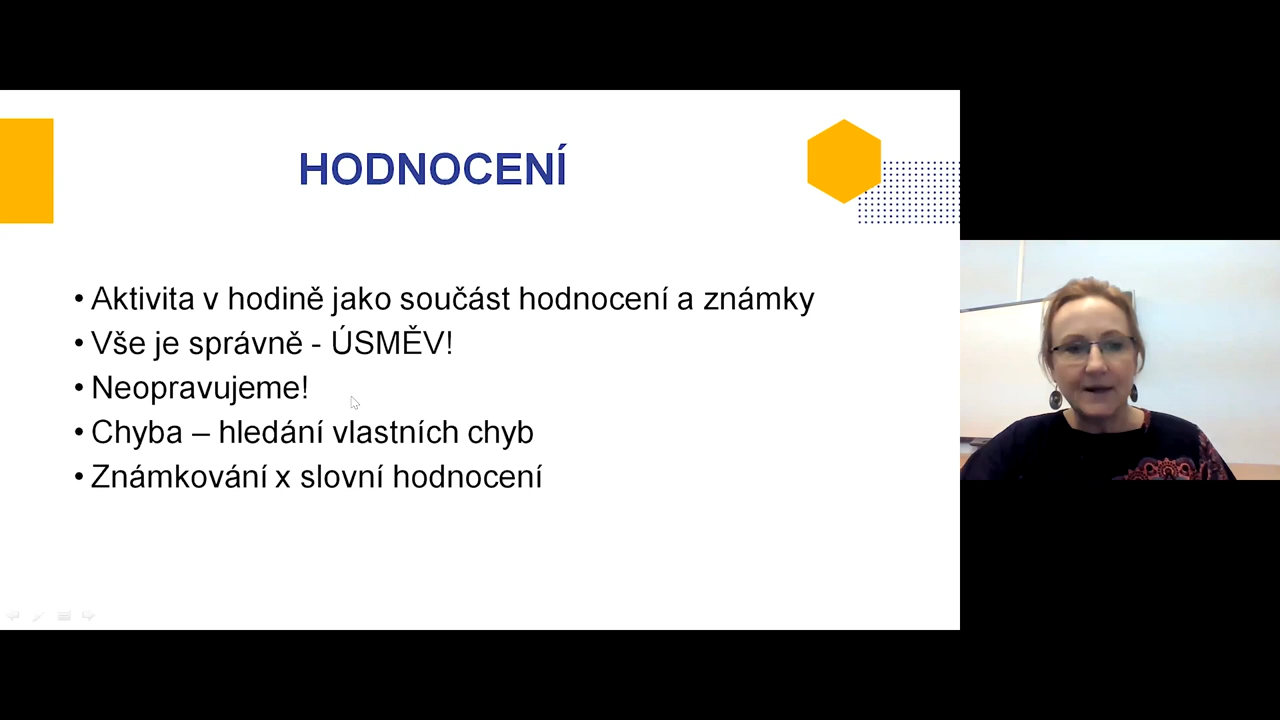 HODNOCENÍ
• Aktivita v hodině jako součást hodnocení a známky
• Vše je správně - ÚSMĚV!
• Neopravujeme!
• Chyba – hledání vlastních chyb
• Známkování x slovní hodnocení